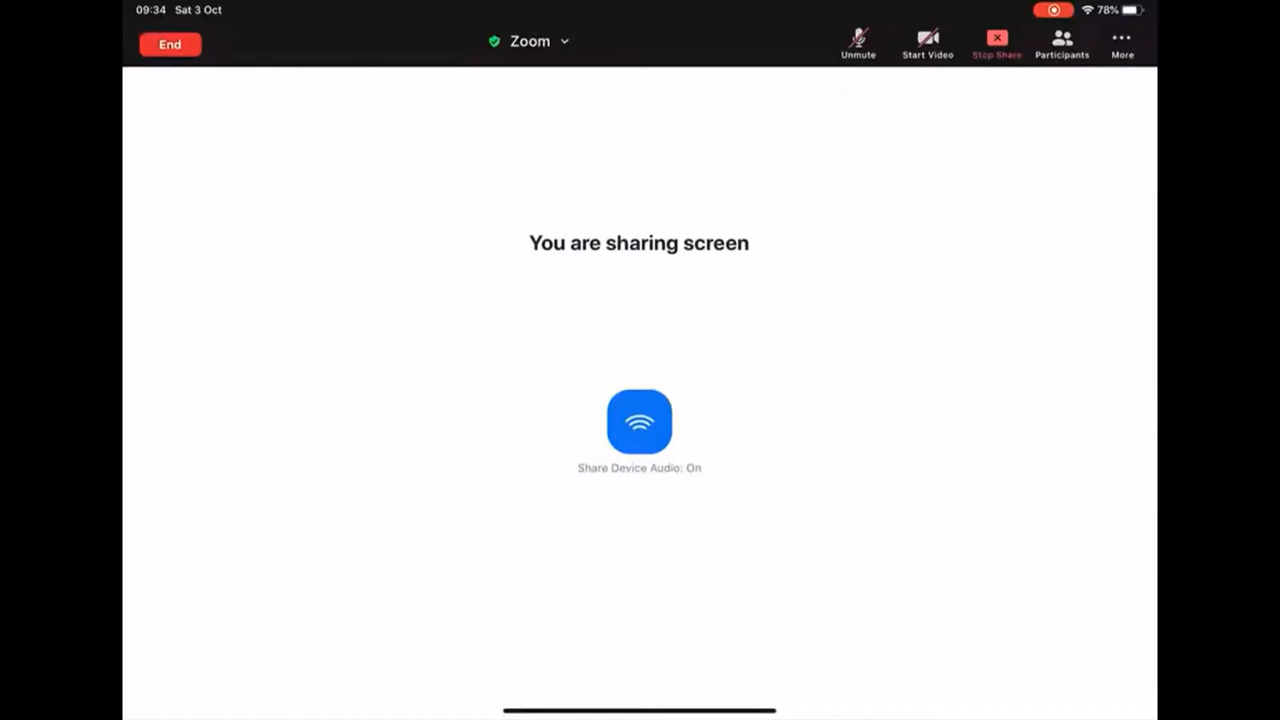 09:34 Sat 3 Oct
78%
End
Zoom
Unmute
Start Video
Stop Share
Participants
More
You are sharing screen
Share Device Audio: On